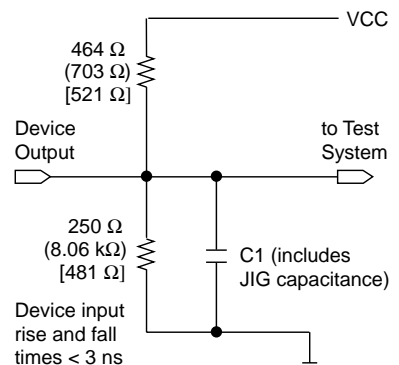 VCC
464 Ω
(703 Ω)
[521 Ω]
Device
Output
to Test
System
250 Ω
(8.06 kΩ)
[481 Ω]
C1 (includes
JIG capacitance)
Device input
rise and fall
times < 3 ns